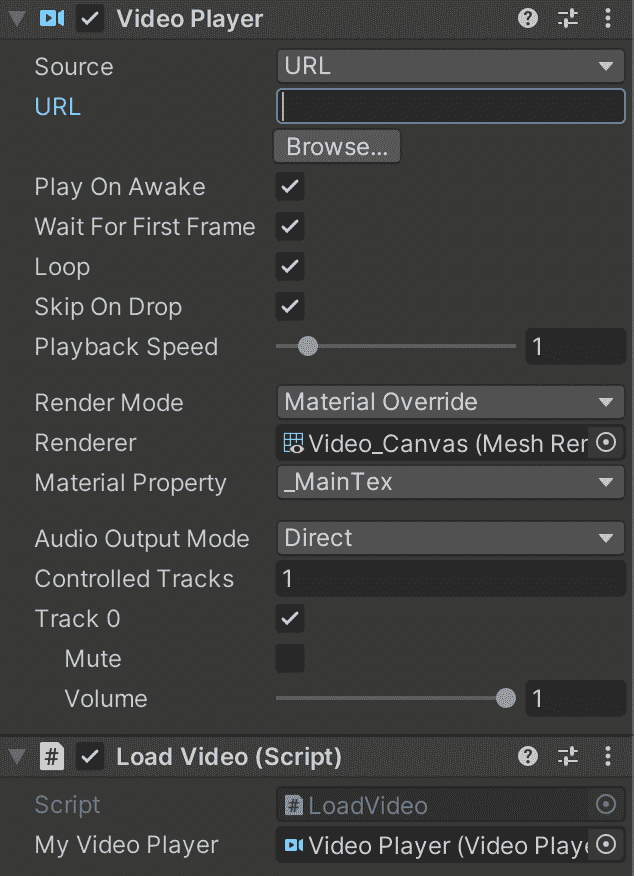 Video Player
Source URL
URL
Browse...
Play On Awake
Wait For First Frame
Loop
Skip On Drop
Playback Speed 1
Render Mode Material Override
Renderer Video_Canvas (Mesh Rer
Material Property _MainTex
Audio Output Mode Direct
Controlled Tracks 1
Track 0
Mute
Volume 1
# Load Video (Script)
Script # LoadVideo
My Video Player Video Player (Video Playe